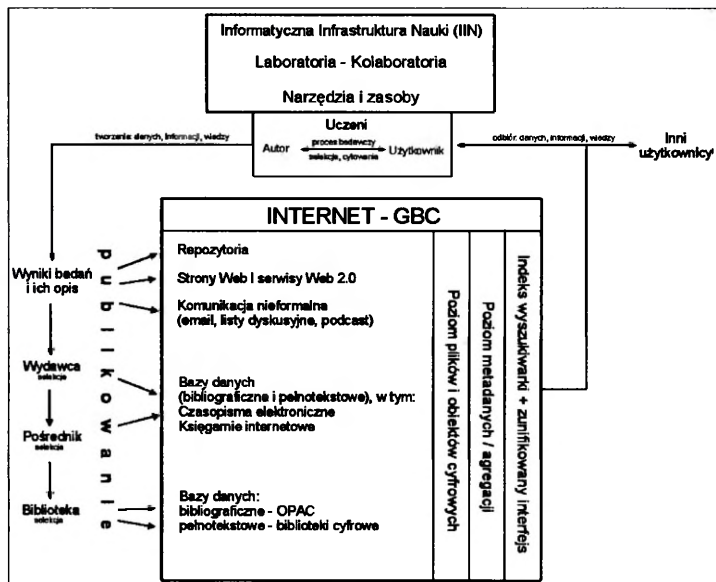 Informatyczna Infrastruktura Nauki (IIN)
Laboratoria - Kolaboratoria
Narzędzia i zasoby
Uczeni
Autor
proces badawczy
selekcja, cytowania
Użytkownik
tworzenie: danych, informacji, wiedzy
odbiór: danych, informacji, wiedzy
Inni
użytkownicy
INTERNET - GBC
Wyniki badań
i ich opis
Wydawca
selekcja
Pośrednik
selekcja
Biblioteka
selekcja
publikowanie
Repozytoria
Strony Web i serwisy Web 2.0
Komunikacja nieformalna
(email, listy dyskusyjne, podcast)
Bazy danych
(bibliograficzne i pełnotekstowe), w tym:
Czasopisma elektroniczne
Księgarnie internetowe
Bazy danych:
bibliograficzne - OPAC
pełnotekstowe - biblioteki cyfrowe
Poziom plików i obiektów cyfrowych
Poziom metadanych / agregacji
Indeks wyszukiwarki + zunifikowany interfejs